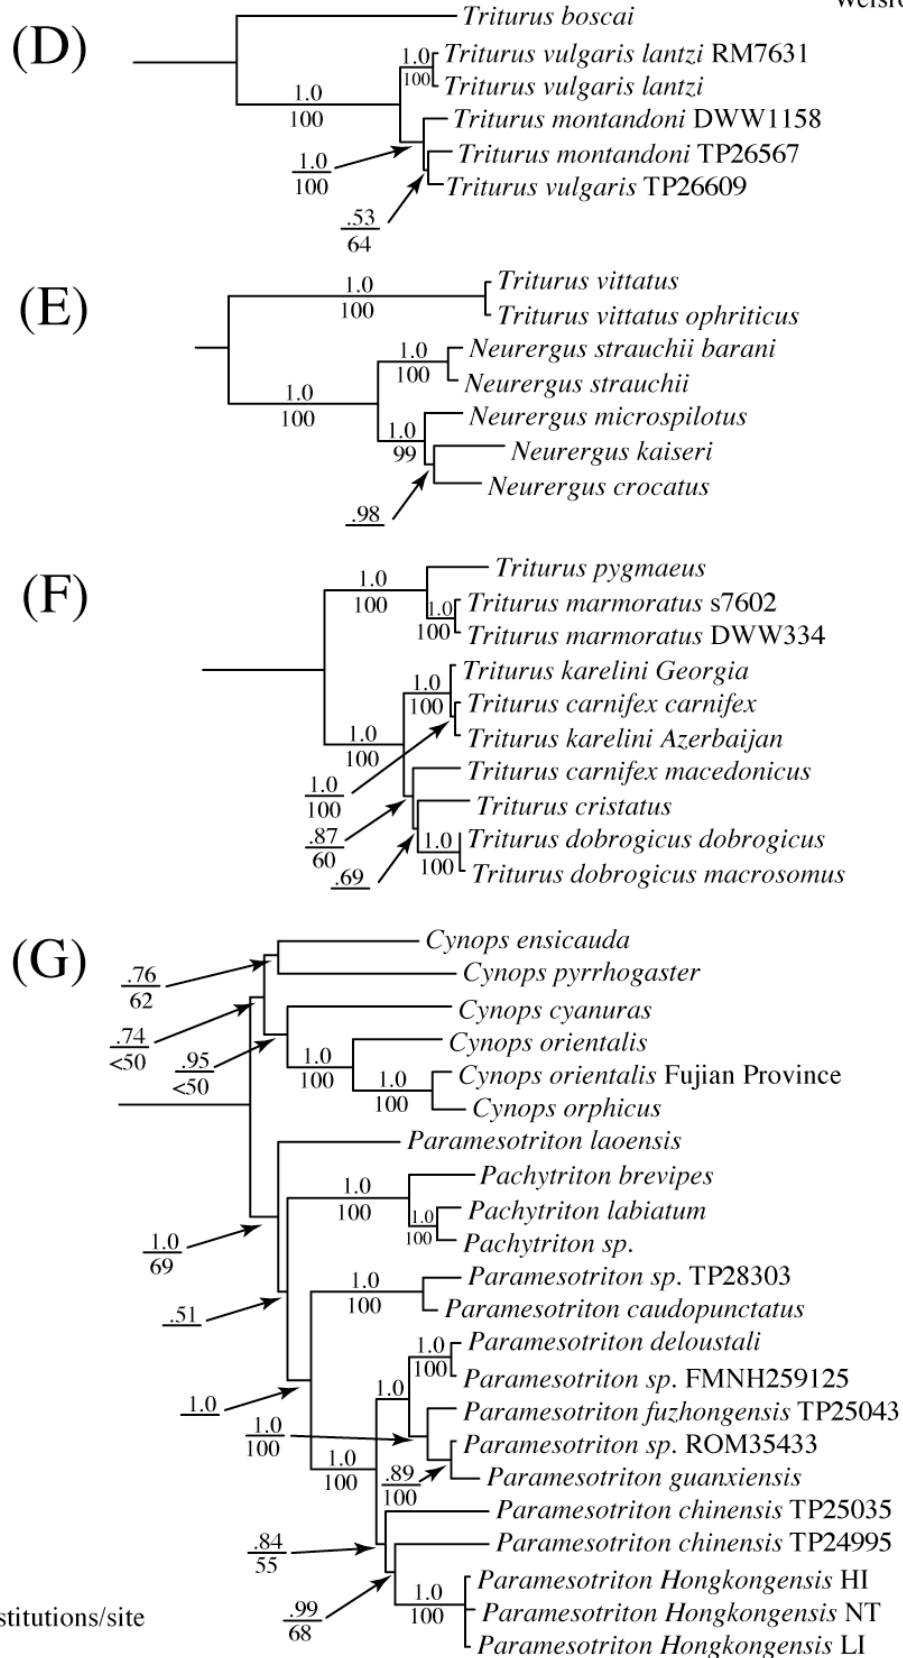 Weisro
(D)
Triturus boscai
Triturus vulgaris lantzi RM7631
1.0
100
Triturus vulgaris lantzi
1.0
100
Triturus montandoni DWW1158
Triturus montandoni TP26567
1.0
100
Triturus vulgaris TP26609
.53
64
(E)
Triturus vittatus
1.0
100
Triturus vittatus ophriticus
Neurergus strauchii barani
1.0
100
Neurergus strauchii
1.0
100
Neurergus microspilotus
1.0
99
Neurergus kaiseri
Neurergus crocatus
.98
(F)
Triturus pygmaeus
1.0
100
Triturus marmoratus s7602
1.0
100
Triturus marmoratus DWW334
Triturus karelini Georgia
1.0
100
Triturus carnifex carnifex
Triturus karelini Azerbaijan
1.0
100
Triturus carnifex macedonicus
1.0
100
Triturus cristatus
.87
60
Triturus dobrogicus dobrogicus
1.0
100
Triturus dobrogicus macrosomus
.69
(G)
Cynops ensicauda
Cynops pyrrhogaster
.76
62
Cynops cyanuras
.74
<50
Cynops orientalis
.95
<50
1.0
100
Cynops orientalis Fujian Province
1.0
100
Cynops orphicus
Paramesotriton laoensis
Pachytriton brevipes
1.0
100
Pachytriton labiatum
1.0
100
Pachytriton sp.
1.0
69
Paramesotriton sp. TP28303
1.0
100
Paramesotriton caudopunctatus
.51
Paramesotriton deloustali
1.0
100
Paramesotriton sp. FMNH259125
1.0
1.0
Paramesotriton fuzhongensis TP25043
1.0
100
Paramesotriton sp. ROM35433
1.0
100
.89
100
Paramesotriton guanxiensis
Paramesotriton chinensis TP25035
.84
55
Paramesotriton chinensis TP24995
Paramesotriton Hongkongensis HI
1.0
100
.99
68
Paramesotriton Hongkongensis NT
stitutions/site
Paramesotriton Hongkongensis LI